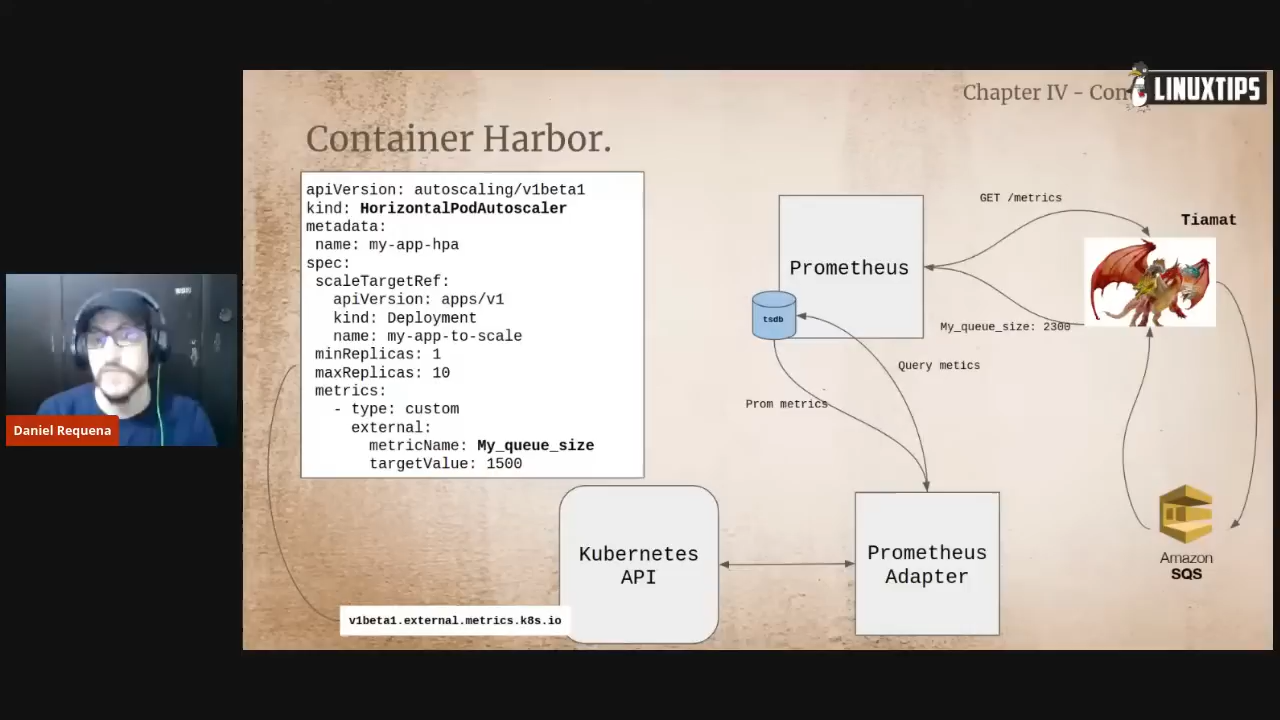 Chapter IV - Con
LINUXTIPS
Container Harbor.
apiVersion: autoscaling/v1beta1
kind: HorizontalPodAutoscaler
metadata:
name: my-app-hpa
spec:
scaleTargetRef:
apiVersion: apps/v1
kind: Deployment
name: my-app-to-scale
minReplicas: 1
maxReplicas: 10
metrics:
- type: custom
external:
metricName: My_queue_size
targetValue: 1500
Prometheus
tsdb
GET /metrics
Tiamat
My_queue_size: 2300
Query metics
Prom metrics
Daniel Requena
Kubernetes
API
Prometheus
Adapter
Amazon
SQS
v1beta1.external.metrics.k8s.io